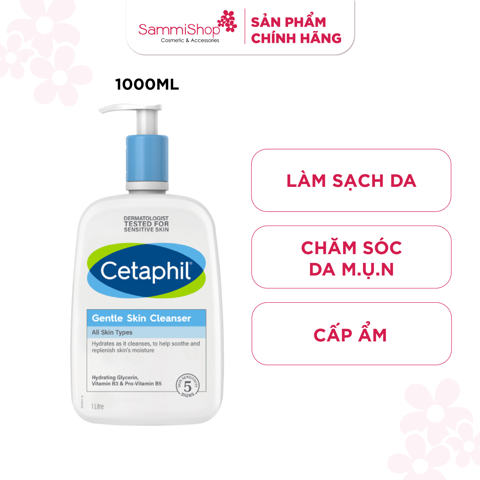 SammiShop
Cosmetic & Accessories
SẢN PHẨM
CHÍNH HÃNG
1000ML
DERMATOLOGIST
TESTED FOR
SENSITIVE SKIN
Cetaphil
Gentle Skin Cleanser
All Skin Types
Hydrates as it cleanses, to help soothe and
replenish skin's moisture
Hydrating Glycerin,
Vitamin B3 & Pro-Vitamin B5
5
SIGNS
1 Litre
LÀM SẠCH DA
CHĂM SÓC
DA M.Ụ.N
CẤP ẨM